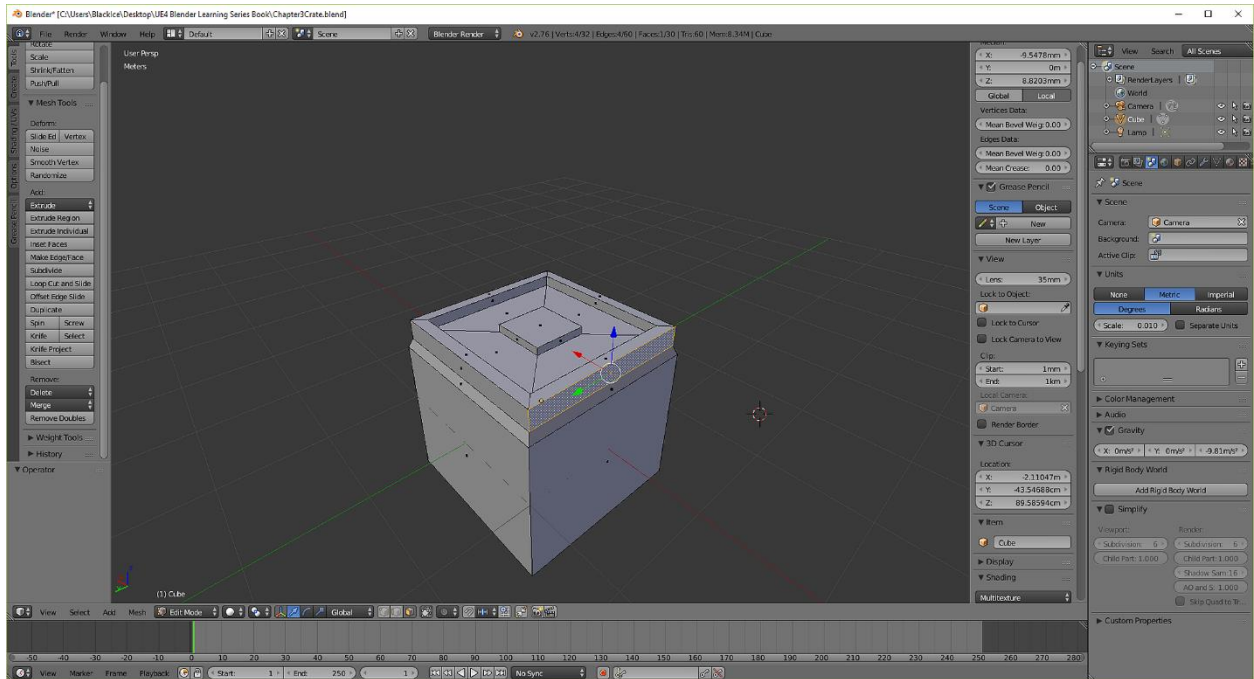 Blender* [C:\Users\BlackIce\Desktop\UE4 Blender Learning Series Book\Chapter3Crate.blend]
File Render Window Help Default Scene Blender Render v2.76 | Verts:4/32 | Edges:4/60 | Faces:1/30 | Tris:60 | Mem:8.34M | Cube
Tools
Create
Shading / UVs
Options
Grease Pencil
Rotate
Scale
Shrink/Fatten
Push/Pull
Mesh Tools
Deform:
Slide Ed Vertex
Noise
Smooth Vertex
Randomize
Add:
Extrude
Extrude Region
Extrude Individual
Inset Faces
Make Edge/Face
Subdivide
Loop Cut and Slide
Offset Edge Slide
Duplicate
Spin Screw
Knife Select
Knife Project
Bisect
Remove:
Delete
Merge
Remove Doubles
Weight Tools
History
Operator
User Persp
Meters
(1) Cube
Median:
X: -9.5478mm
Y: 0m
Z: 8.8203mm
Global Local
Vertices Data:
Mean Bevel Weig: 0.00
Edges Data:
Mean Bevel Weig: 0.00
Mean Crease: 0.00
Grease Pencil
Scene Object
New
New Layer
View
Lens: 35mm
Lock to Object:
Lock to Cursor
Lock Camera to View
Clip:
Start: 1mm
End: 1km
Local Camera:
Camera
Render Border
3D Cursor
Location:
X: -2.11047m
Y: -43.54688cm
Z: 89.58594cm
Item
Cube
Display
Shading
Multitexture
View Search All Scenes
Scene
RenderLayers
World
Camera
Cube
Lamp
Scene
Scene
Camera: Camera
Background:
Active Clip:
Units
None Metric Imperial
Degrees Radians
Scale: 0.010 Separate Units
Keying Sets
Color Management
Audio
Gravity
X: 0m/s² Y: 0m/s² -9.81m/s²
Rigid Body World
Add Rigid Body World
Simplify
Viewport: Render:
Subdivision: 6 Subdivision: 6
Child Part: 1.000 Child Part: 1.000
Shadow Sam: 16
AO and S: 1.000
Skip Quad to Tr...
Custom Properties
View Select Add Mesh Edit Mode Global
-50 -40 -30 -20 -10 0 10 20 30 40 50 60 70 80 90 100 110 120 130 140 150 160 170 180 190 200 210 220 230 240 250 260 270 280
View Marker Frame Playback Start: 1 End: 250 1 No Sync